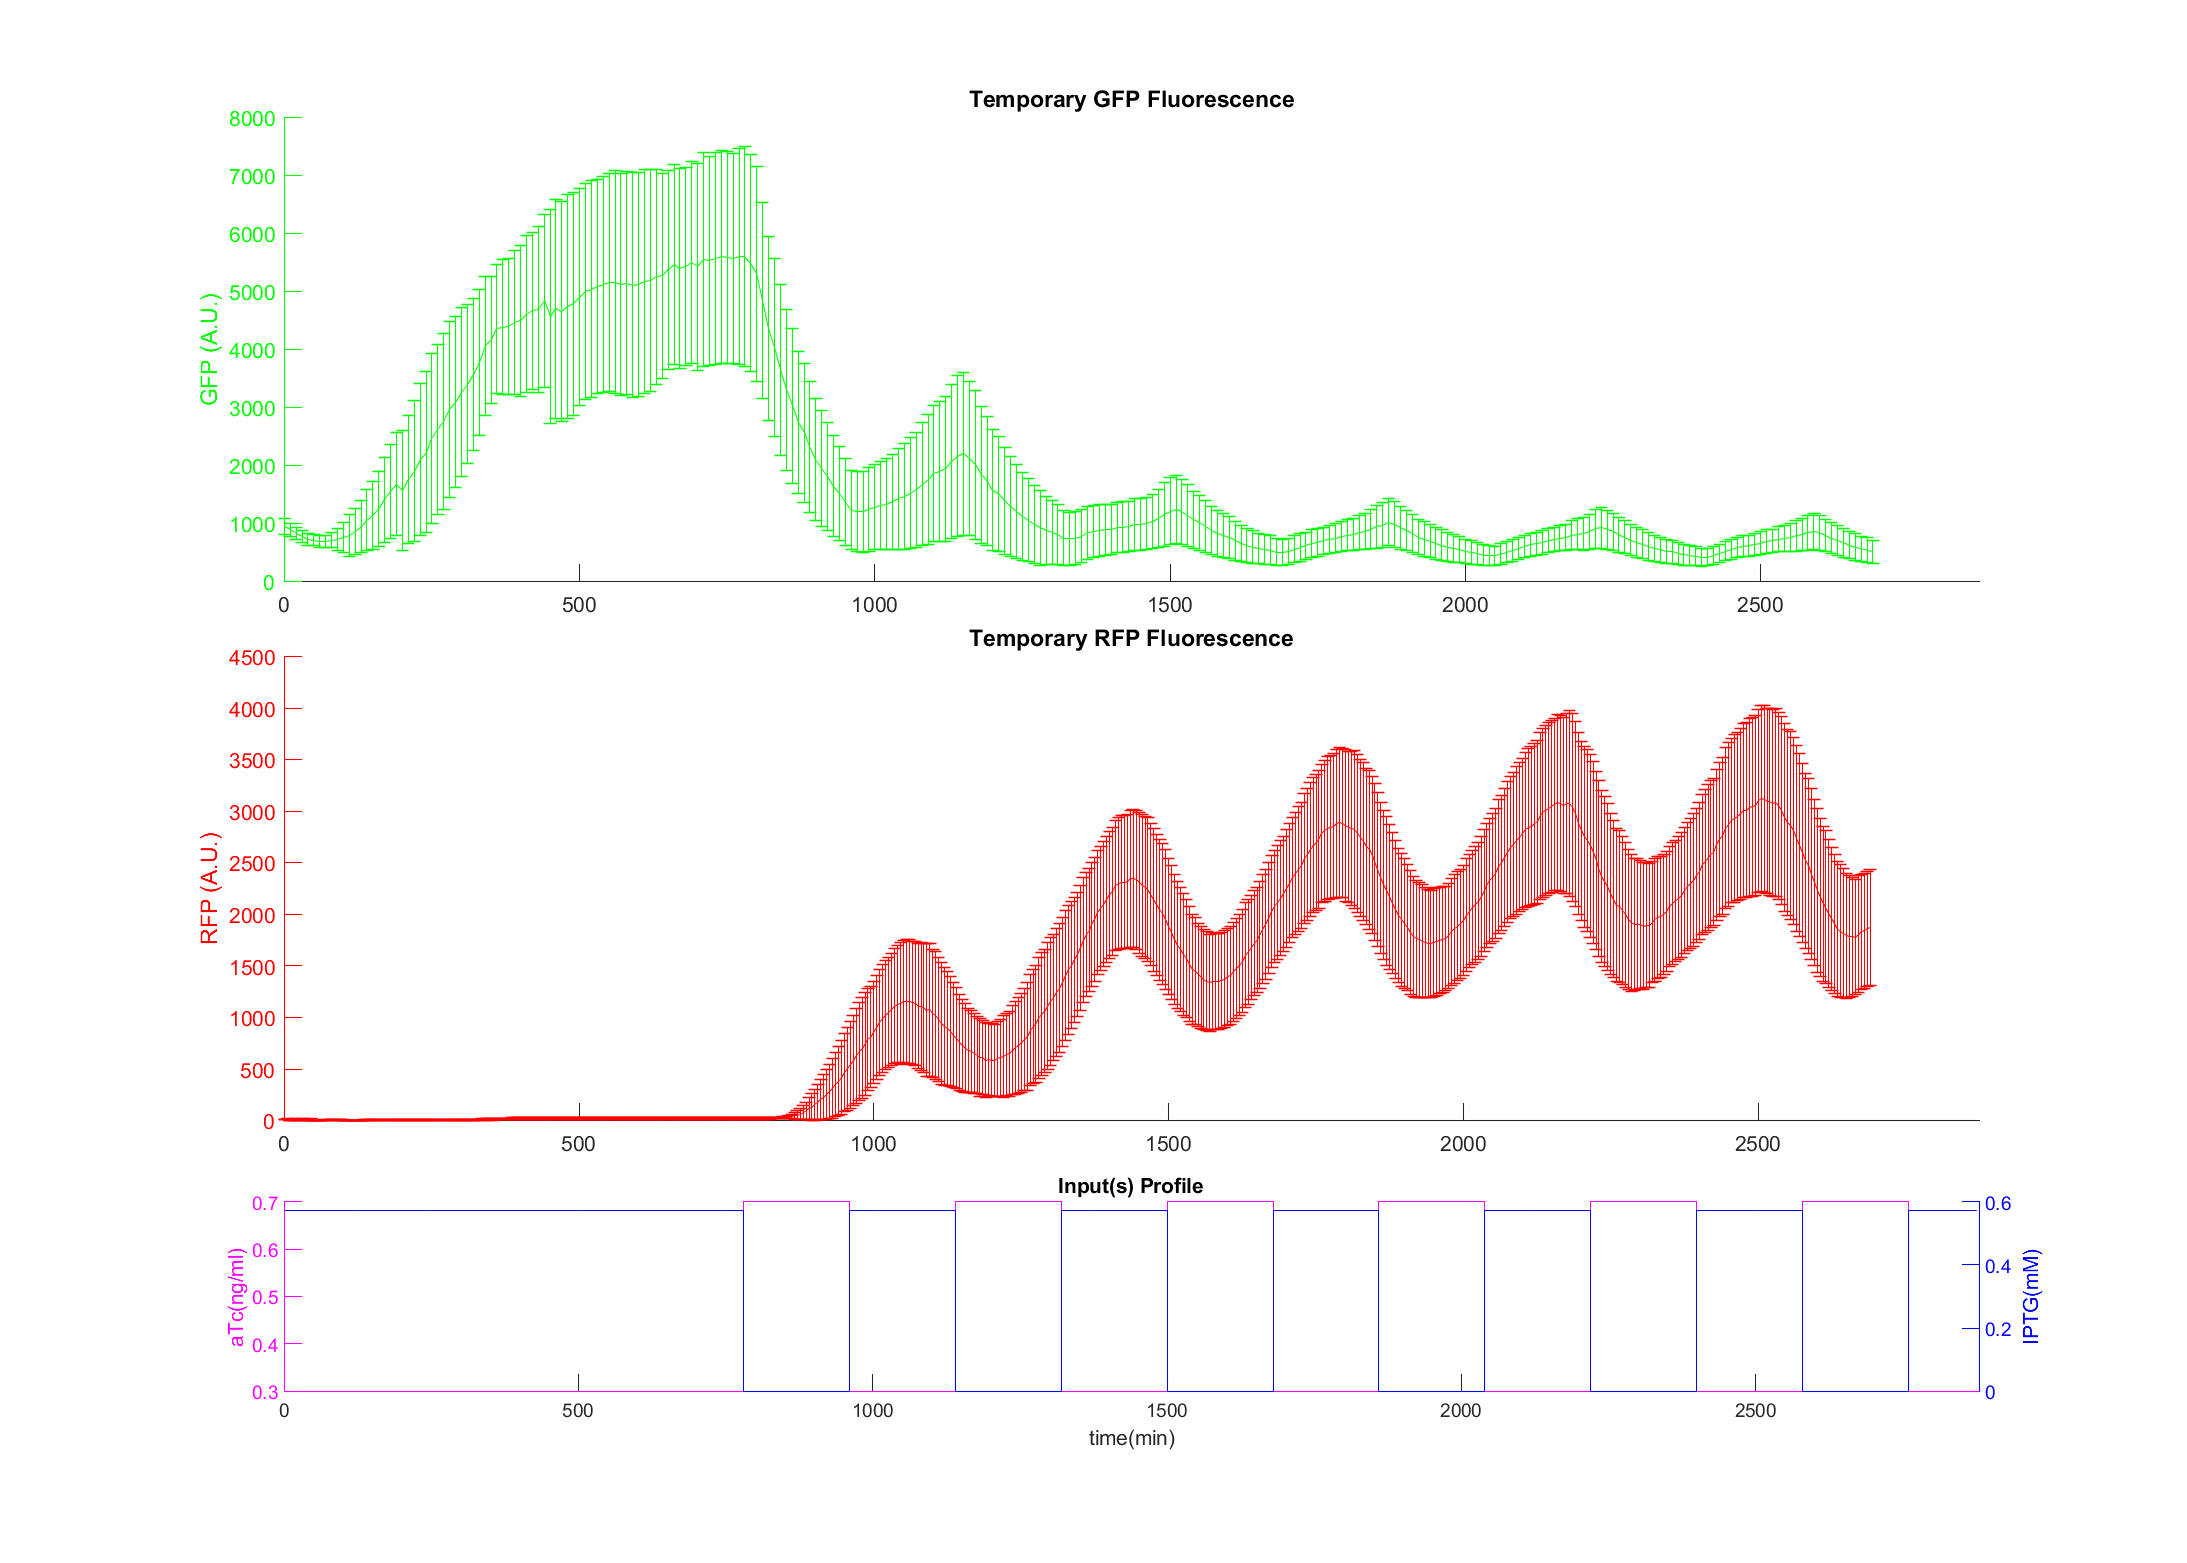 Temporary GFP Fluorescence
8000
7000
6000
5000
4000
3000
2000
1000
0
GFP (A.U.)
0 500 1000 1500 2000 2500
Temporary RFP Fluorescence
4500
4000
3500
3000
2500
2000
1500
1000
500
0
RFP (A.U.)
0 500 1000 1500 2000 2500
Input(s) Profile
0.7
0.6
0.5
0.4
0.3
aTc(ng/ml)
0.6
0.4
0.2
0
IPTG(mM)
0 500 1000 1500 2000 2500
time(min)